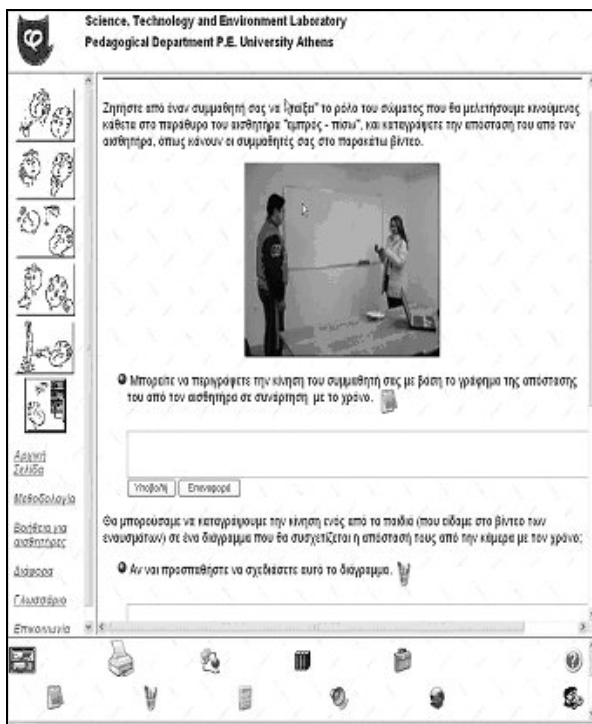 Science, Technology and Environment Laboratory
Pedagogical Department P.E. University Athens
Ζητήστε από έναν συμμαθητή σας να "παίξει" το ρόλο του σώματος που θα μελετήσουμε κινούμενος
κάθετα στο παράθυρο του αισθητήρα "εμπρός - πίσω", και καταγράψετε την απόσταση του από τον
αισθητήρα, όπως κάνουν οι συμμαθητές σας στο παρακάτω βίντεο.
Μπορείτε να περιγράψετε την κίνηση του συμμαθητή σας με βάση το γράφημα της απόστασης
του από τον αισθητήρα σε συνάρτηση με το χρόνο.
Υποβολή Επαναφορά
Θα μπορούσαμε να καταγράψουμε την κίνηση ενός από τα παιδιά (που είδαμε στο βίντεο των
εναυσμάτων) σε ένα διάγραμμα που θα συσχετίζεται η απόστασή τους από την κάμερα με τον χρόνο;
Αν ναι προσπαθήστε να σχεδιάσετε αυτό το διάγραμμα.
Αρχική
Σελίδα
Μεθοδολογία
Βοήθεια για
αισθητήρες
Διάφορα
Γλωσσάριο
Επικοινωνία